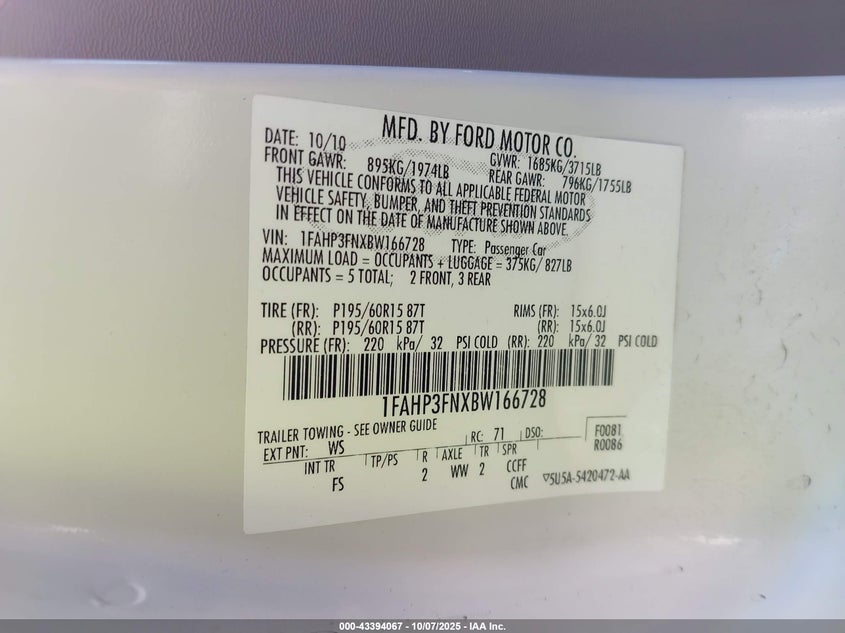 MFD. BY FORD MOTOR CO.
DATE: 10/10 GVWR: 1685KG/3715LB
FRONT GAWR: 895KG/1974LB REAR GAWR: 796KG/1755LB
THIS VEHICLE CONFORMS TO ALL APPLICABLE FEDERAL MOTOR
VEHICLE SAFETY, BUMPER, AND THEFT PREVENTION STANDARDS
IN EFFECT ON THE DATE OF MANUFACTURE SHOWN ABOVE.
VIN: 1FAHP3FNXBW166728 TYPE: Passenger Car
MAXIMUM LOAD = OCCUPANTS + LUGGAGE = 375KG/ 827LB
OCCUPANTS = 5 TOTAL; 2 FRONT, 3 REAR
TIRE (FR): P195/60R15 87T RIMS (FR): 15x6.0J
(RR): P195/60R15 87T (RR): 15x6.0J
PRESSURE (FR): 220 kPa/ 32 PSI COLD (RR): 220 kPa/ 32 PSI COLD
1FAHP3FNXBW166728
TRAILER TOWING - SEE OWNER GUIDE
EXT PNT: WS RC: 71 DSO: F0081
INT TR TP/PS R AXLE TR SPR R0086
FS 2 WW 2 CCFF
CMC ▽5U5A-5420472-AA
000-43394067 - 10/07/2025 - IAA Inc.